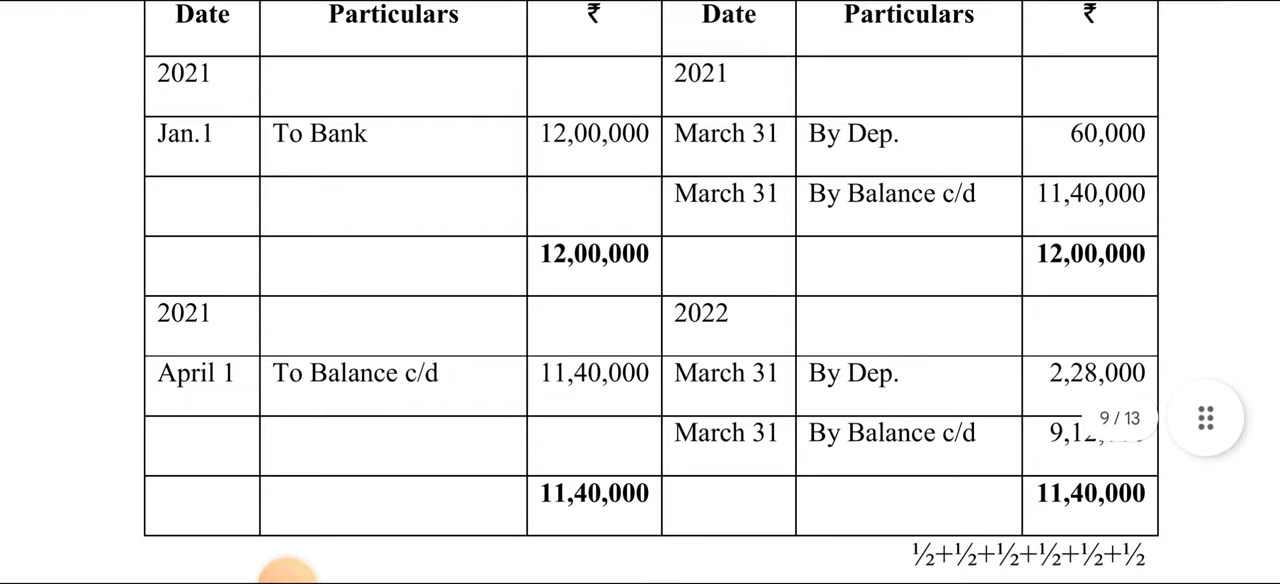 Date Particulars ₹ Date Particulars ₹
2021 2021
Jan.1 To Bank 12,00,000 March 31 By Dep. 60,000
March 31 By Balance c/d 11,40,000
12,00,000 12,00,000
2021 2022
April 1 To Balance c/d 11,40,000 March 31 By Dep. 2,28,000
9 / 13
March 31 By Balance c/d
11,40,000 11,40,000
½+½+½+½+½+½